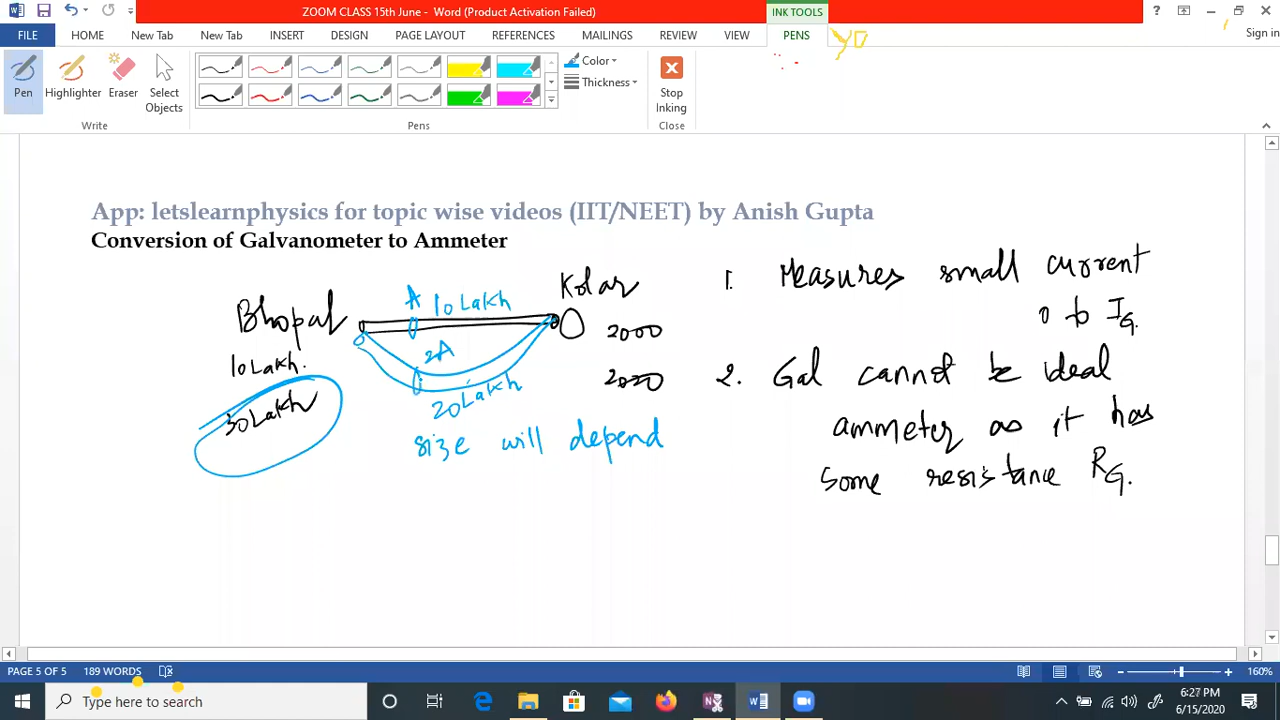 ZOOM CLASS 15th June - Word (Product Activation Failed)
INK TOOLS
FILE HOME New Tab New Tab INSERT DESIGN PAGE LAYOUT REFERENCES MAILINGS REVIEW VIEW PENS
Sign in
Pen Highlighter Eraser Select Objects
Color
Thickness
Stop Inking
Write Pens Close
App: letslearnphysics for topic wise videos (IIT/NEET) by Anish Gupta
Conversion of Galvanometer to Ammeter
Bhopal
10 Lakh.
30 Lakh
A 10 Lakh
2A
20 Lakh
Kolar
2000
2000
size will depend
1. Measures small current
0 to IG.
2. Gal cannot be ideal
ammeter as it has
some resistance RG.
PAGE 5 OF 5 189 WORDS
160%
Type here to search
6:27 PM
6/15/2020